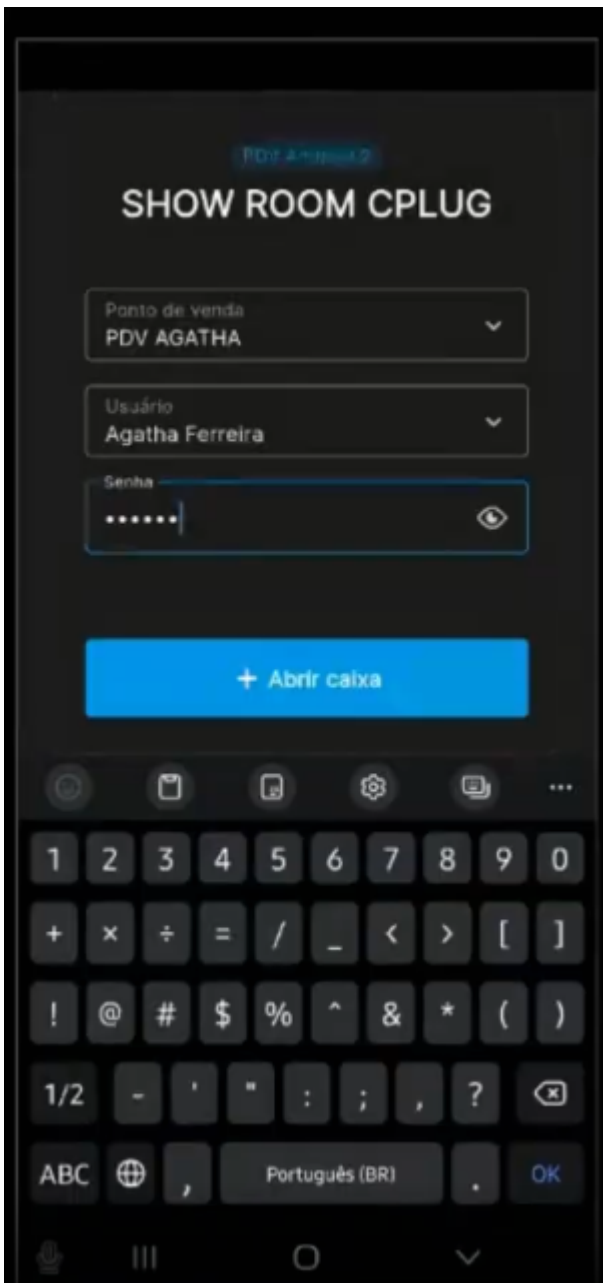 SHOW ROOM CPLUG
Ponto de venda
PDV AGATHA
Usuário
Agatha Ferreira
Senha
••••••
+ Abrir caixa
1 2 3 4 5 6 7 8 9 0
+ × ÷ = / _ < > [ ]
! @ # $ % ^ & * ( )
1/2 - ' " : ; , ?
ABC , Português (BR) . OK